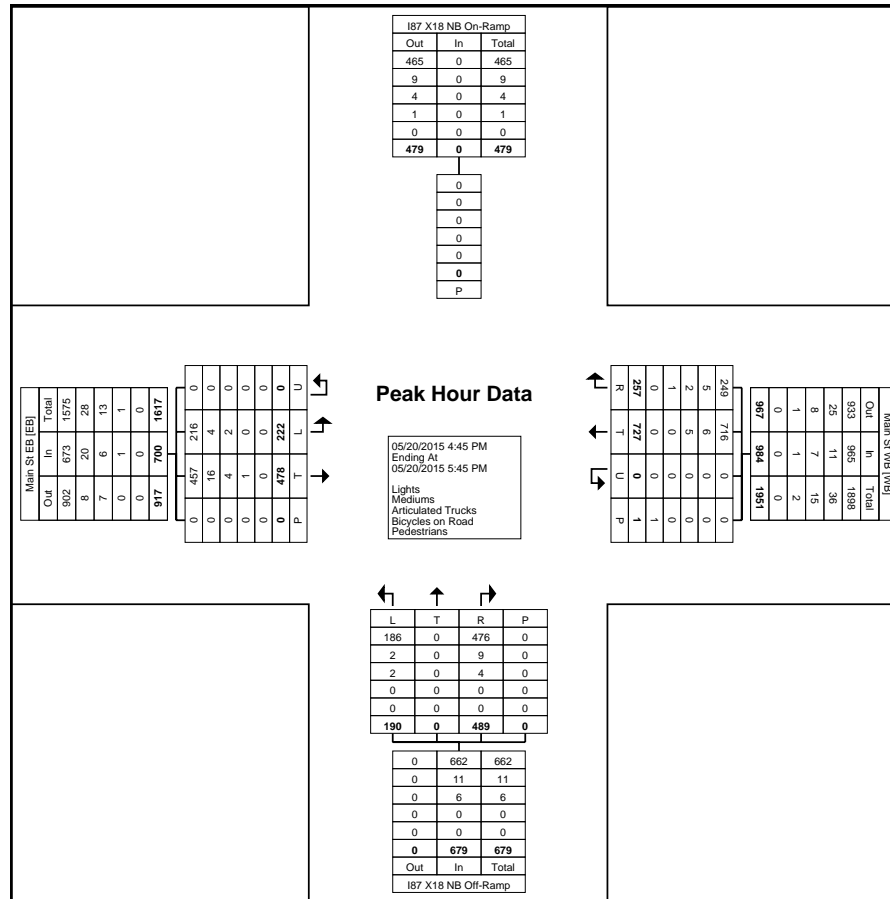 I87 X18 NB On-Ramp
Out In Total
465 0 465
9 0 9
4 0 4
1 0 1
0 0 0
479 0 479
0
0
0
0
0
0
P
Main St EB [EB]
Out In Total
902 673 1575
8 20 28
7 6 13
0 1 1
0 0 0
917 700 1617
0 457 216 0
0 16 4 0
0 4 2 0
0 1 0 0
0 0 0 0
0 478 222 0
P T L U
Peak Hour Data
05/20/2015 4:45 PM
Ending At
05/20/2015 5:45 PM
Lights
Mediums
Articulated Trucks
Bicycles on Road
Pedestrians
Main St WB [WB]
Out In Total
933 965 1898
25 11 36
8 7 15
1 1 2
0 0 0
967 984 1951
249 716 0 0
5 6 0 0
2 5 0 0
1 0 0 0
0 0 0 1
257 727 0 1
R T U P
L T R P
186 0 476 0
2 0 9 0
2 0 4 0
0 0 0 0
0 0 0 0
190 0 489 0
0 662 662
0 11 11
0 6 6
0 0 0
0 0 0
0 679 679
Out In Total
I87 X18 NB Off-Ramp